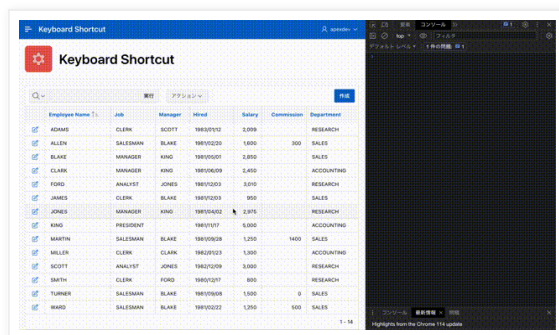 Keyboard Shortcut
apexdev
Keyboard Shortcut
実行 アクション 作成
Employee Name Job Manager Hired Salary Commission Department
ADAMS CLERK SCOTT 1983/01/12 2,009 RESEARCH
ALLEN SALESMAN BLAKE 1981/02/20 1,600 300 SALES
BLAKE MANAGER KING 1981/05/01 2,850 SALES
CLARK MANAGER KING 1981/06/09 2,450 ACCOUNTING
FORD ANALYST JONES 1981/12/03 3,010 RESEARCH
JAMES CLERK BLAKE 1981/12/03 950 SALES
JONES MANAGER KING 1981/04/02 2,975 RESEARCH
KING PRESIDENT 1981/11/17 5,000 ACCOUNTING
MARTIN SALESMAN BLAKE 1981/09/28 1,250 1400 SALES
MILLER CLERK CLARK 1982/01/23 1,300 ACCOUNTING
SCOTT ANALYST JONES 1982/12/09 3,000 RESEARCH
SMITH CLERK FORD 1980/12/17 800 RESEARCH
TURNER SALESMAN BLAKE 1981/09/08 1,500 0 SALES
WARD SALESMAN BLAKE 1981/02/22 1,250 500 SALES
1 - 14
要素 コンソール 1
top フィルタ
デフォルト レベル 1 件の問題: 1
コンソール 最新情報 問題
Highlights from the Chrome 114 update